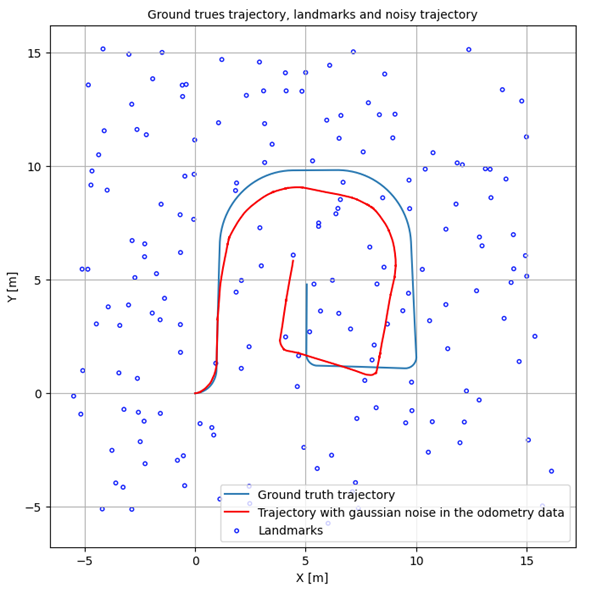 Ground trues trajectory, landmarks and noisy trajectory
15
10
5
0
−5
Y [m]
−5 0 5 10 15
X [m]
Ground truth trajectory
Trajectory with gaussian noise in the odometry data
Landmarks